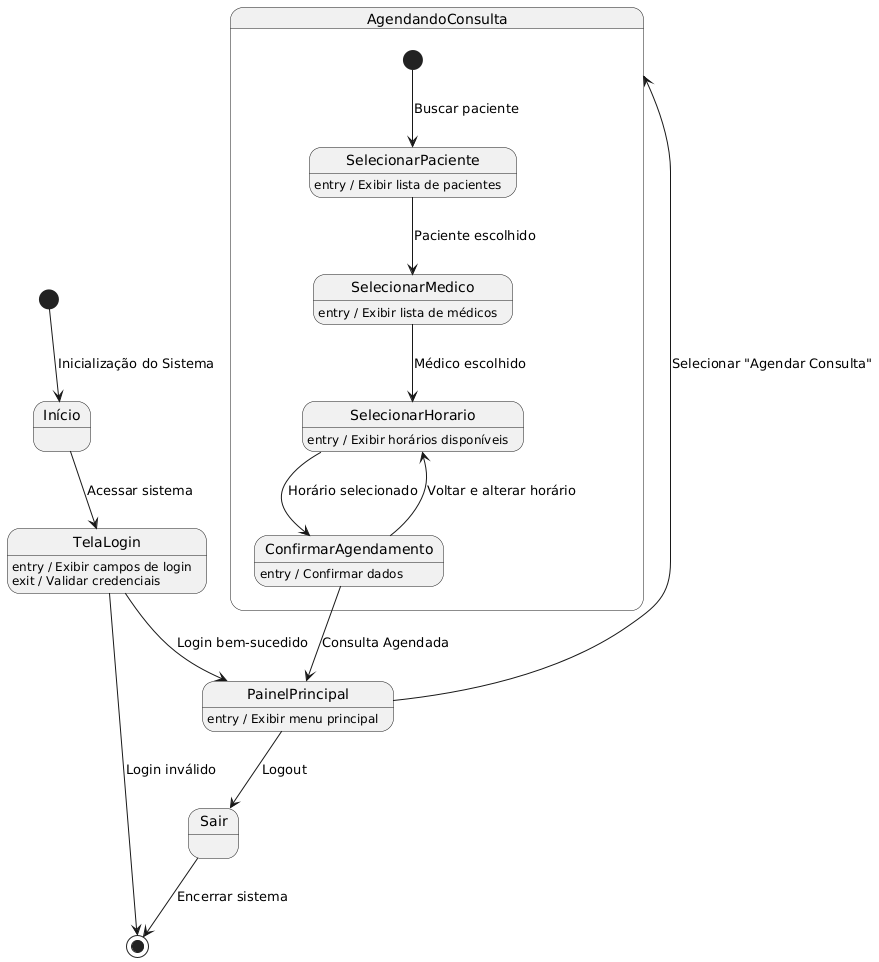 AgendandoConsulta
Buscar paciente
SelecionarPaciente
entry / Exibir lista de pacientes
Paciente escolhido
SelecionarMedico
entry / Exibir lista de médicos
Médico escolhido
SelecionarHorario
entry / Exibir horários disponíveis
Horário selecionado
Voltar e alterar horário
ConfirmarAgendamento
entry / Confirmar dados
Selecionar "Agendar Consulta"
Inicialização do Sistema
Início
Acessar sistema
TelaLogin
entry / Exibir campos de login
exit / Validar credenciais
Login bem-sucedido
Consulta Agendada
PainelPrincipal
entry / Exibir menu principal
Login inválido
Logout
Sair
Encerrar sistema